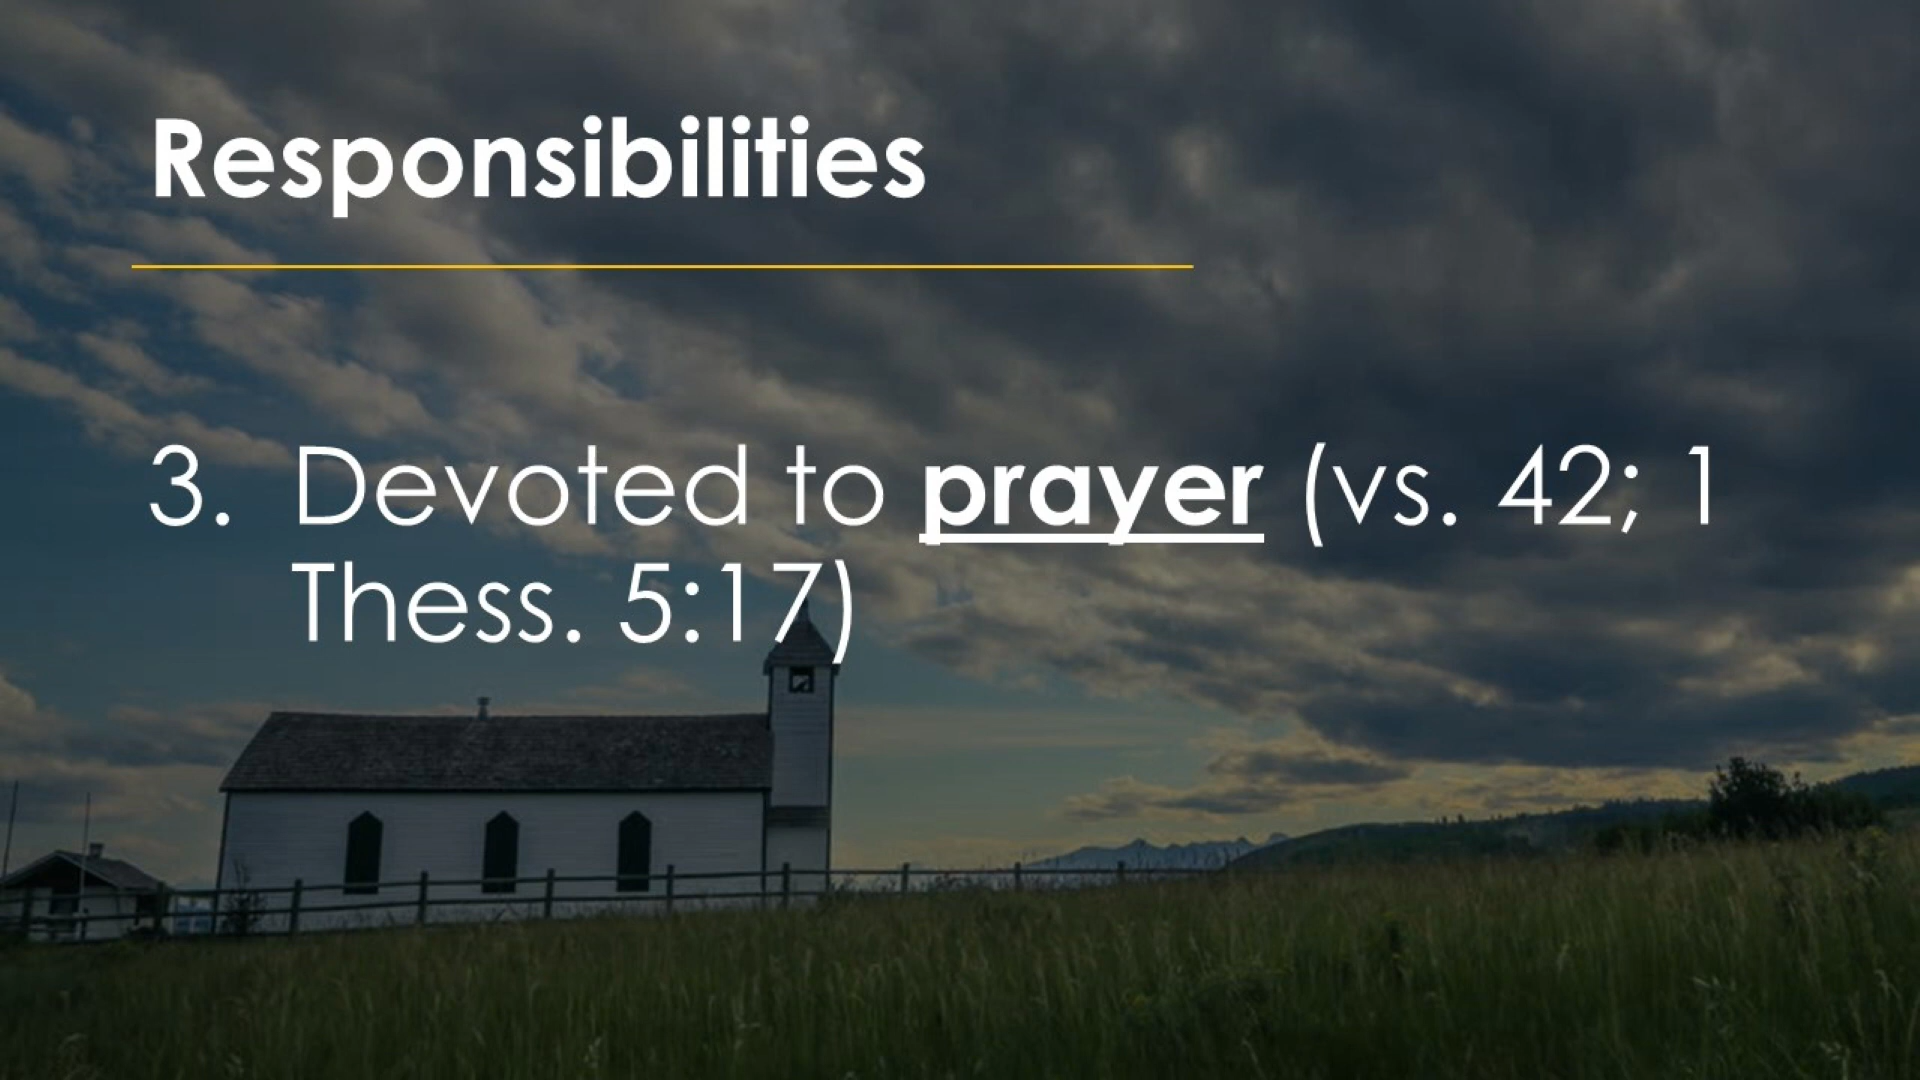 Responsibilities
3. Devoted to prayer (vs. 42; 1
Thess. 5:17)